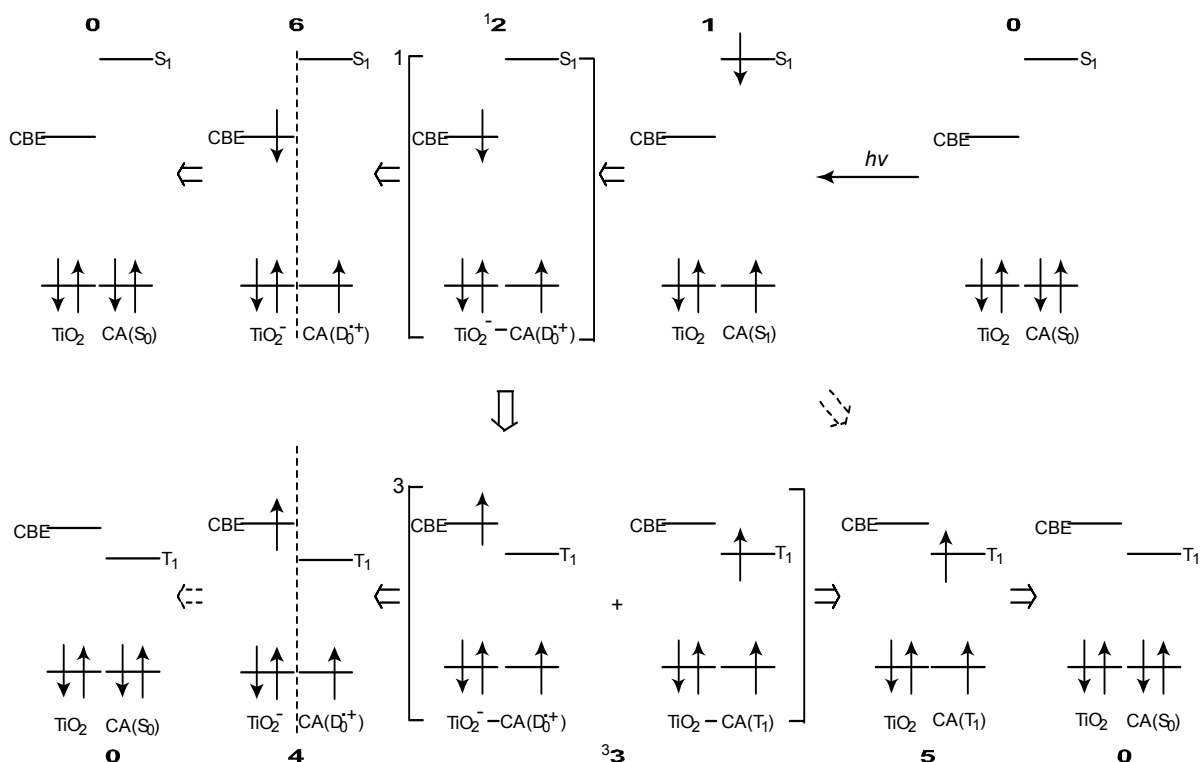 0 6 ¹2 1 0
S₁ S₁ 1 S₁ S₁ S₁
CBE CBE CBE CBE CBE
hν
TiO₂ CA(S₀) TiO₂⁻ CA(D₀•⁺) TiO₂⁻–CA(D₀•⁺) TiO₂ CA(S₁) TiO₂ CA(S₀)
3
CBE CBE CBE CBE CBE CBE
T₁ T₁ T₁ T₁ T₁ T₁
+
TiO₂ CA(S₀) TiO₂⁻ CA(D₀•⁺) TiO₂⁻–CA(D₀•⁺) TiO₂–CA(T₁) TiO₂ CA(T₁) TiO₂ CA(S₀)
0 4 ³3 5 0